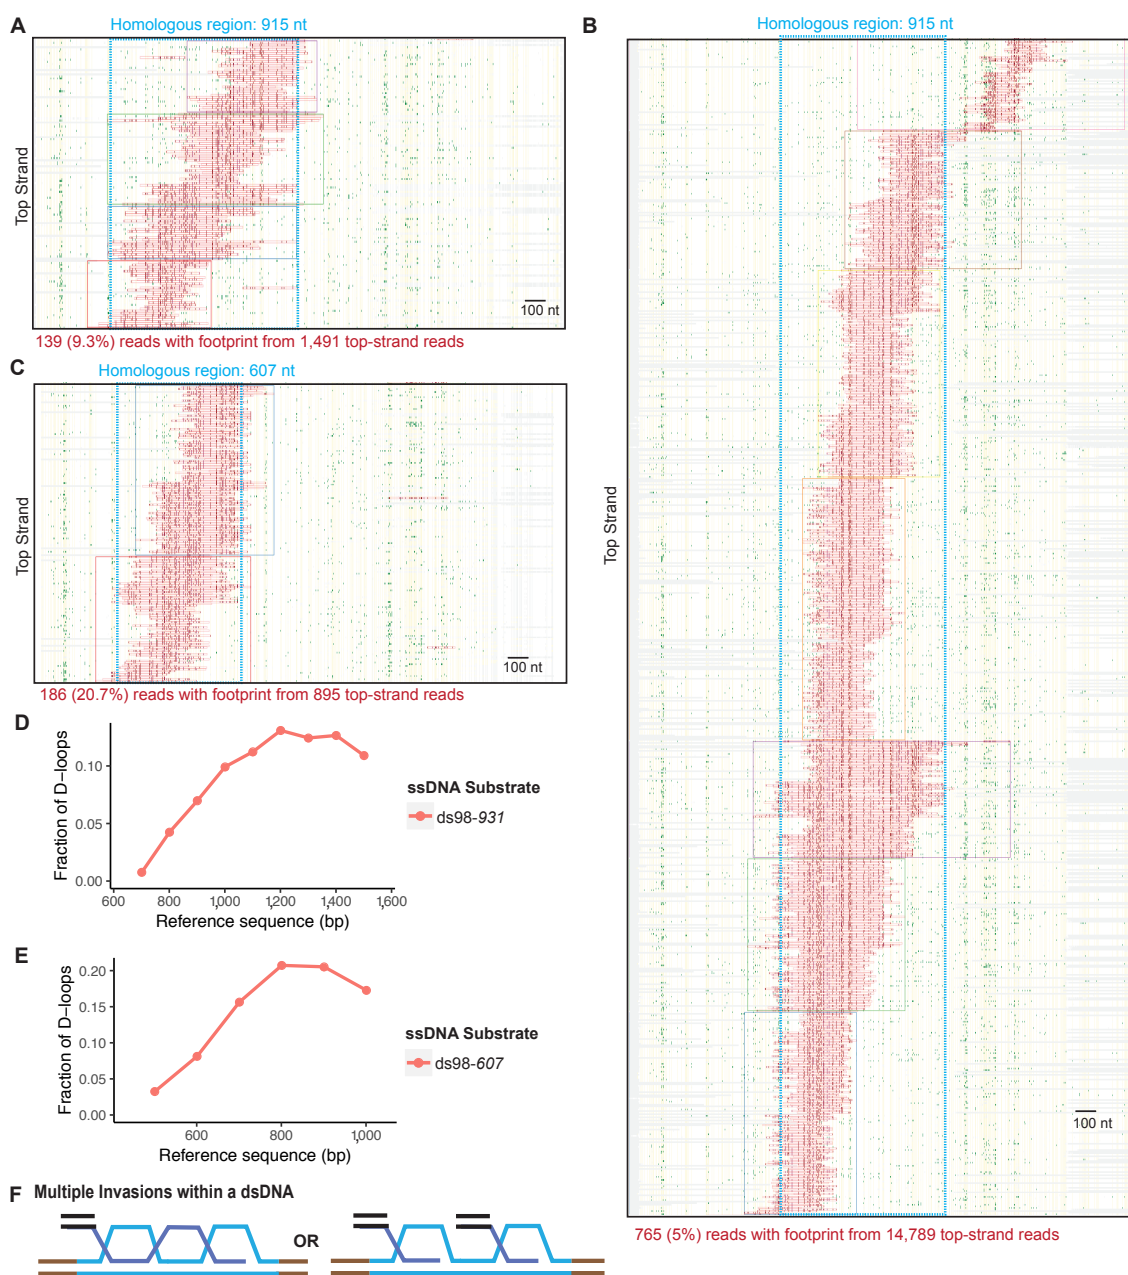 A
Homologous region: 915 nt
Top Strand
100 nt
139 (9.3%) reads with footprint from 1,491 top-strand reads
B
Homologous region: 915 nt
Top Strand
100 nt
765 (5%) reads with footprint from 14,789 top-strand reads
C
Homologous region: 607 nt
Top Strand
100 nt
186 (20.7%) reads with footprint from 895 top-strand reads
D
Fraction of D–loops
0.10
0.05
0.00
600 800 1,000 1,200 1,400 1,600
Reference sequence (bp)
ssDNA Substrate
ds98-931
E
Fraction of D–loops
0.20
0.15
0.10
0.05
0.00
600 800 1,000
Reference sequence (bp)
ssDNA Substrate
ds98-607
F Multiple Invasions within a dsDNA
OR